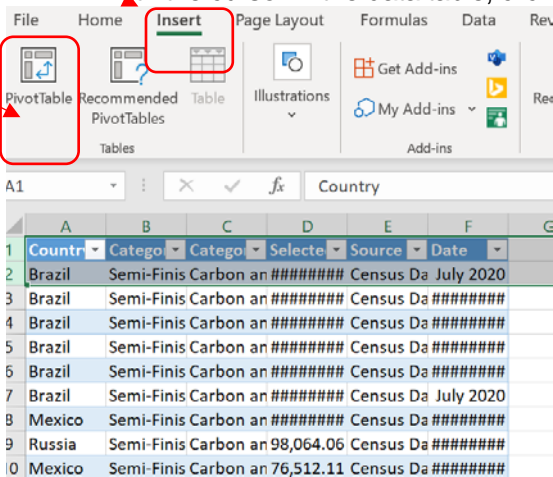 File Home Insert Page Layout Formulas Data Rev
PivotTable Recommended PivotTables Table Illustrations Get Add-ins My Add-ins Rec
Tables Add-ins
A1 fx Country
A B C D E F G
1 Countr Catego Catego Selecte Source Date
2 Brazil Semi-Finis Carbon an ######## Census Da July 2020
3 Brazil Semi-Finis Carbon an ######## Census Da ########
4 Brazil Semi-Finis Carbon an ######## Census Da ########
5 Brazil Semi-Finis Carbon an ######## Census Da ########
6 Brazil Semi-Finis Carbon an ######## Census Da ########
7 Brazil Semi-Finis Carbon an ######## Census Da July 2020
8 Mexico Semi-Finis Carbon an ######## Census Da ########
9 Russia Semi-Finis Carbon an 98,064.06 Census Da ########
10 Mexico Semi-Finis Carbon an 76,512.11 Census Da ########